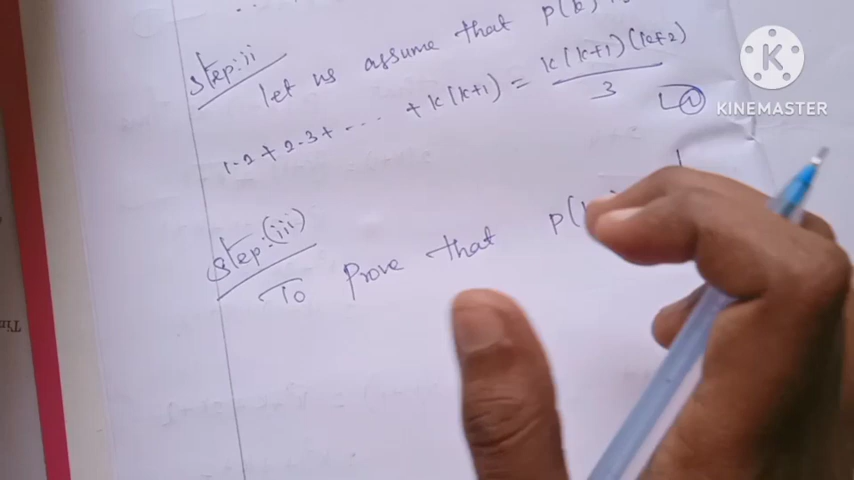 Step:ii
let us assume that P(k)
1·2+2·3+... +k(k+1) = k(k+1)(k+2)/3
1
Step:(iii)
To prove that P(
K
KINEMASTER
Tim